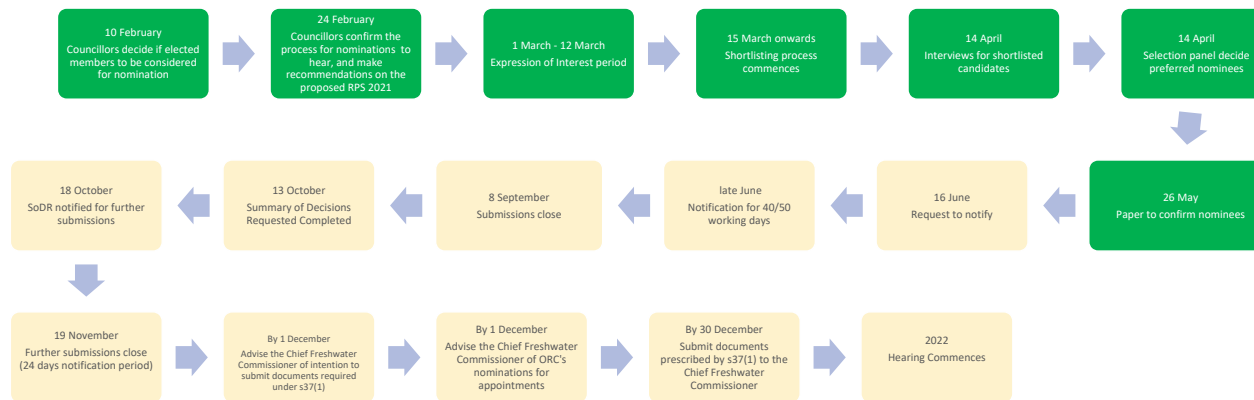 10 February
Councillors decide if elected
members to be considered
for nomination
24 February
Councillors confirm the
process for nominations to
hear, and make
recommendations on the
proposed RPS 2021
1 March - 12 March
Expression of Interest period
15 March onwards
Shortlisting process
commences
14 April
Interviews for shortlisted
candidates
14 April
Selection panel decide
preferred nominees
26 May
Paper to confirm nominees
16 June
Request to notify
late June
Notification for 40/50
working days
8 September
Submissions close
13 October
Summary of Decisions
Requested Completed
18 October
SoDR notified for further
submissions
19 November
Further submissions close
(24 days notification period)
By 1 December
Advise the Chief Freshwater
Commissioner of intention to
submit documents required
under s37(1)
By 1 December
Advise the Chief Freshwater
Commissioner of ORC's
nominations for
appointments
By 30 December
Submit documents
prescribed by s37(1) to the
Chief Freshwater
Commissioner
2022
Hearing Commences